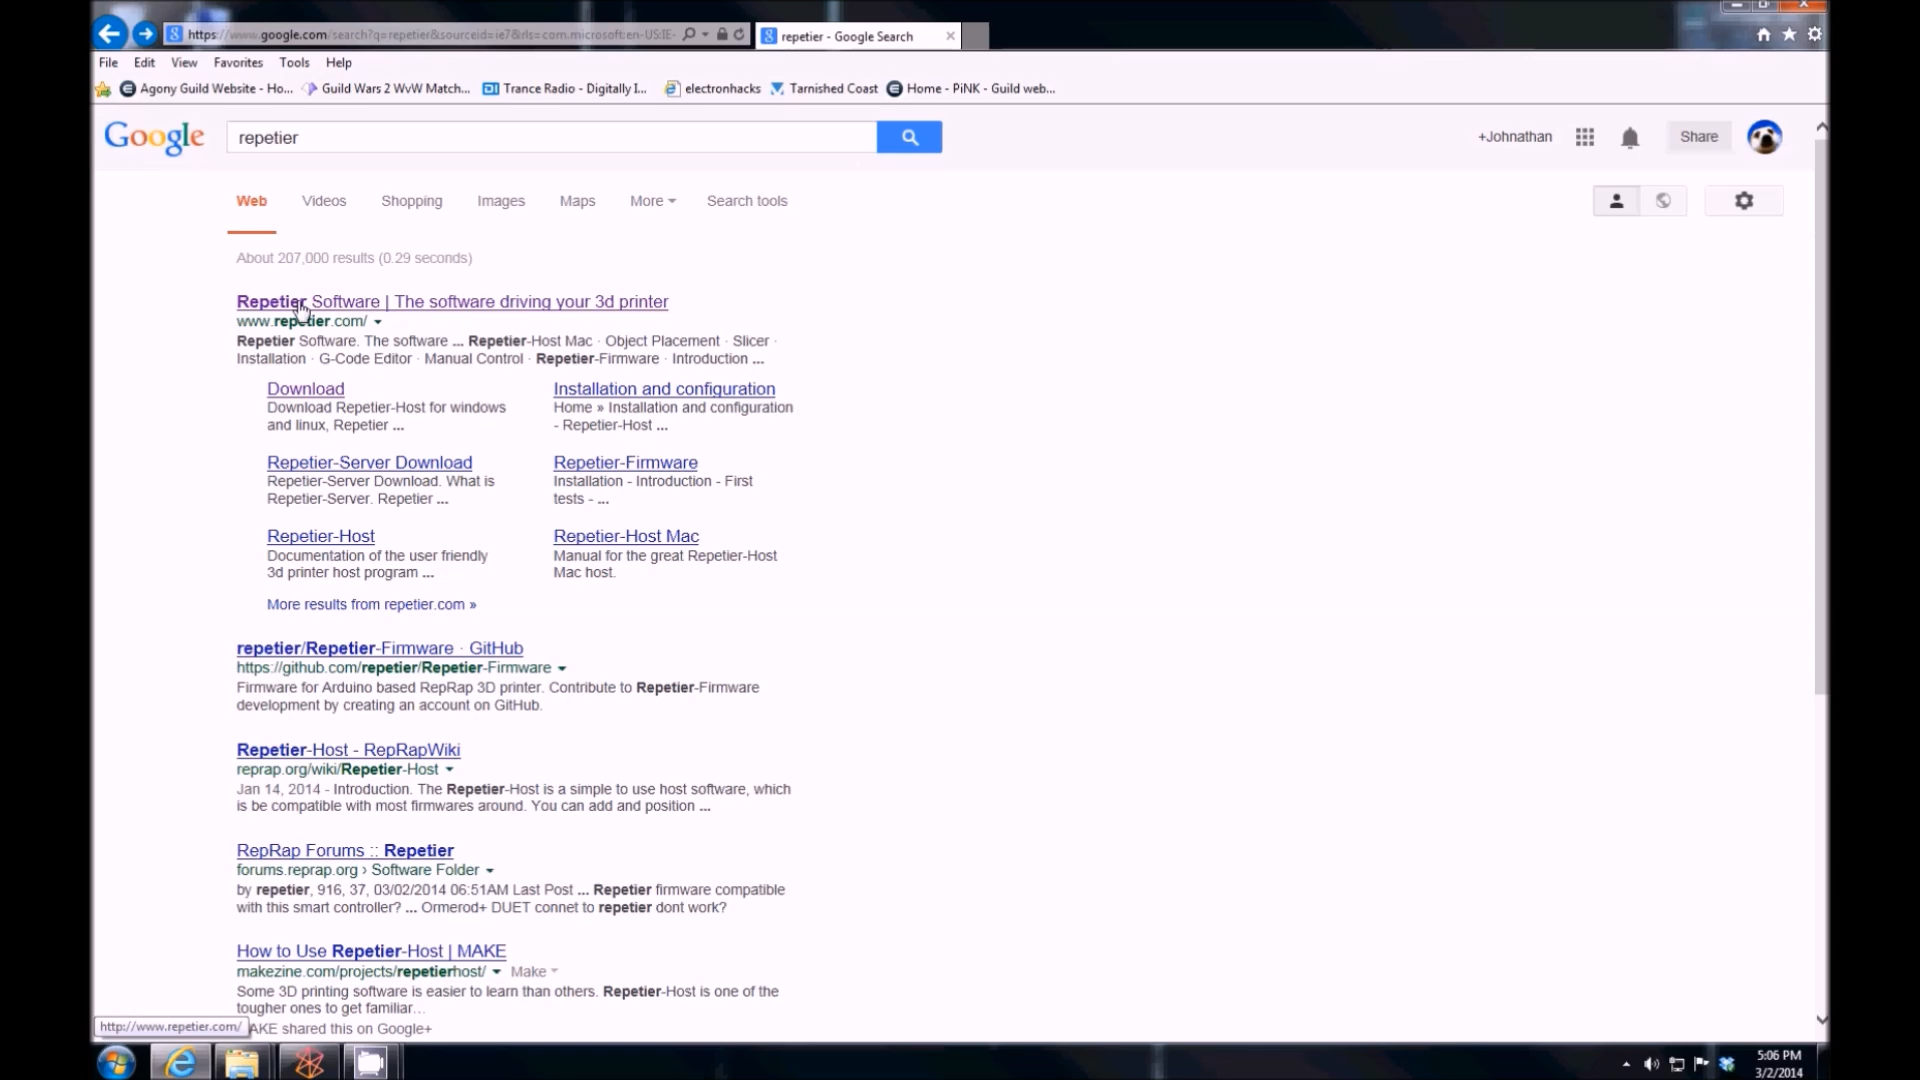 https://www.google.com/search?q=repetier&sourceid=ie7&rls=com.microsoft:en-US:IE-
repetier - Google Search
File Edit View Favorites Tools Help
Agony Guild Website - Ho... Guild Wars 2 WvW Match... Trance Radio - Digitally I... electronhacks Tarnished Coast Home - PiNK - Guild web...
Google repetier +Johnathan Share
Web Videos Shopping Images Maps More Search tools
About 207,000 results (0.29 seconds)
Repetier Software | The software driving your 3d printer
www.repetier.com/
Repetier Software. The software ... Repetier-Host Mac · Object Placement · Slicer ·
Installation · G-Code Editor · Manual Control · Repetier-Firmware · Introduction ...
Download
Download Repetier-Host for windows
and linux, Repetier ...
Installation and configuration
Home » Installation and configuration
- Repetier-Host ...
Repetier-Server Download
Repetier-Server Download. What is
Repetier-Server. Repetier ...
Repetier-Firmware
Installation - Introduction - First
tests - ...
Repetier-Host
Documentation of the user friendly
3d printer host program ...
Repetier-Host Mac
Manual for the great Repetier-Host
Mac host.
More results from repetier.com »
repetier/Repetier-Firmware · GitHub
https://github.com/repetier/Repetier-Firmware
Firmware for Arduino based RepRap 3D printer. Contribute to Repetier-Firmware
development by creating an account on GitHub.
Repetier-Host - RepRapWiki
reprap.org/wiki/Repetier-Host
Jan 14, 2014 - Introduction. The Repetier-Host is a simple to use host software, which
is be compatible with most firmwares around. You can add and position ...
RepRap Forums :: Repetier
forums.reprap.org › Software Folder
by repetier, 916, 37, 03/02/2014 06:51AM Last Post ... Repetier firmware compatible
with this smart controller? ... Ormerod+ DUET connet to repetier dont work?
How to Use Repetier-Host | MAKE
makezine.com/projects/repetierhost/ Make
Some 3D printing software is easier to learn than others. Repetier-Host is one of the
tougher ones to get familiar...
http://www.repetier.com/ AKE shared this on Google+
5:06 PM
3/2/2014